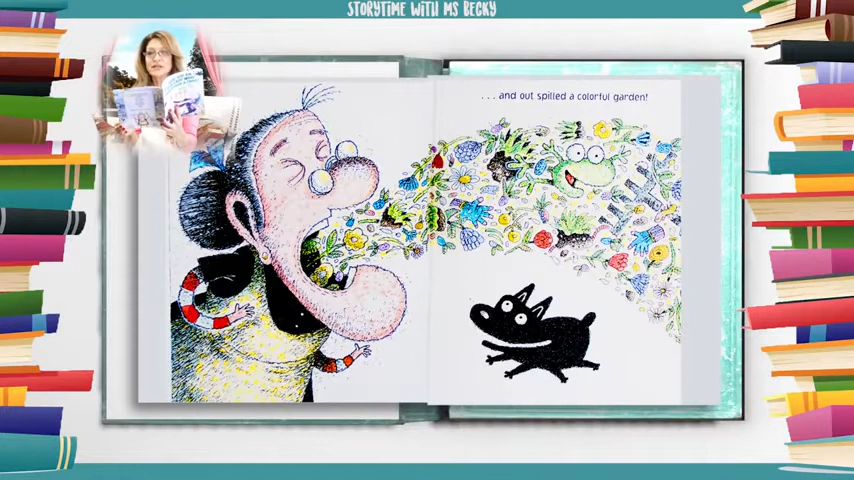 STORYTIME WITH MS BECKY
. . . and out spilled a colorful garden!